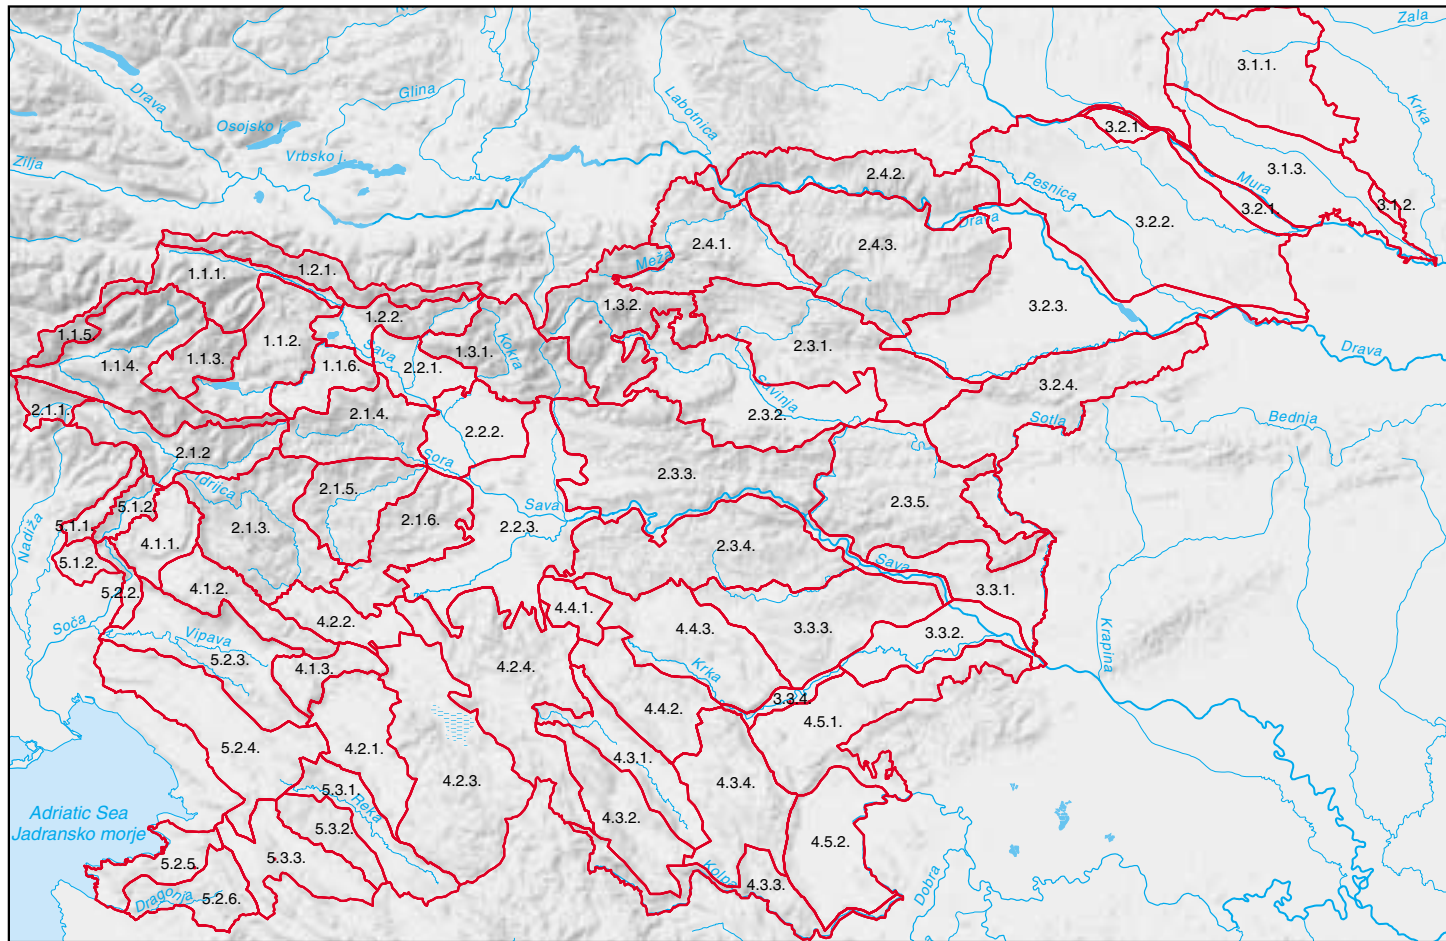 Zala
3.1.1.
Drava
Glina
Labotnica
Krka
Osojsko j.
3.2.1.
Vrbsko j.
Zilja
2.4.2.
3.1.3.
Pesnica
Mura
3.1.2.
3.2.1.
3.2.2.
Drava
2.4.1.
2.4.3.
Meža
1.2.1.
1.1.1.
1.3.2.
3.2.3.
1.2.2.
1.1.5.
1.1.2.
Kokra
2.3.1.
Drava
Sava
1.3.1.
1.1.3.
1.1.4.
1.1.6.
2.2.1.
Savinja
3.2.4.
2.1.1.
2.1.4.
2.3.2.
Sotla
Bednja
2.2.2.
2.1.2
Sora
2.3.3.
Idrijca
2.1.5.
5.1.2.
Sava
2.3.5.
Nadiža
5.1.1.
2.1.3.
2.1.6.
2.2.3.
4.1.1.
2.3.4.
5.1.2.
Sava
5.2.2.
4.1.2.
3.3.1.
4.4.1.
Soča
Vipava
4.2.2.
4.4.3.
3.3.3.
3.3.2.
Krapina
5.2.3.
4.1.3.
4.2.4.
Krka
3.3.4.
4.4.2.
4.5.1.
5.2.4.
4.2.1.
4.3.1.
4.2.3.
4.3.4.
5.3.1.
Reka
Adriatic Sea
Jadransko morje
4.3.2.
5.3.2.
4.5.2.
5.2.5.
5.3.3.
Kolpa
4.3.3.
Dobra
Dragonja
5.2.6.